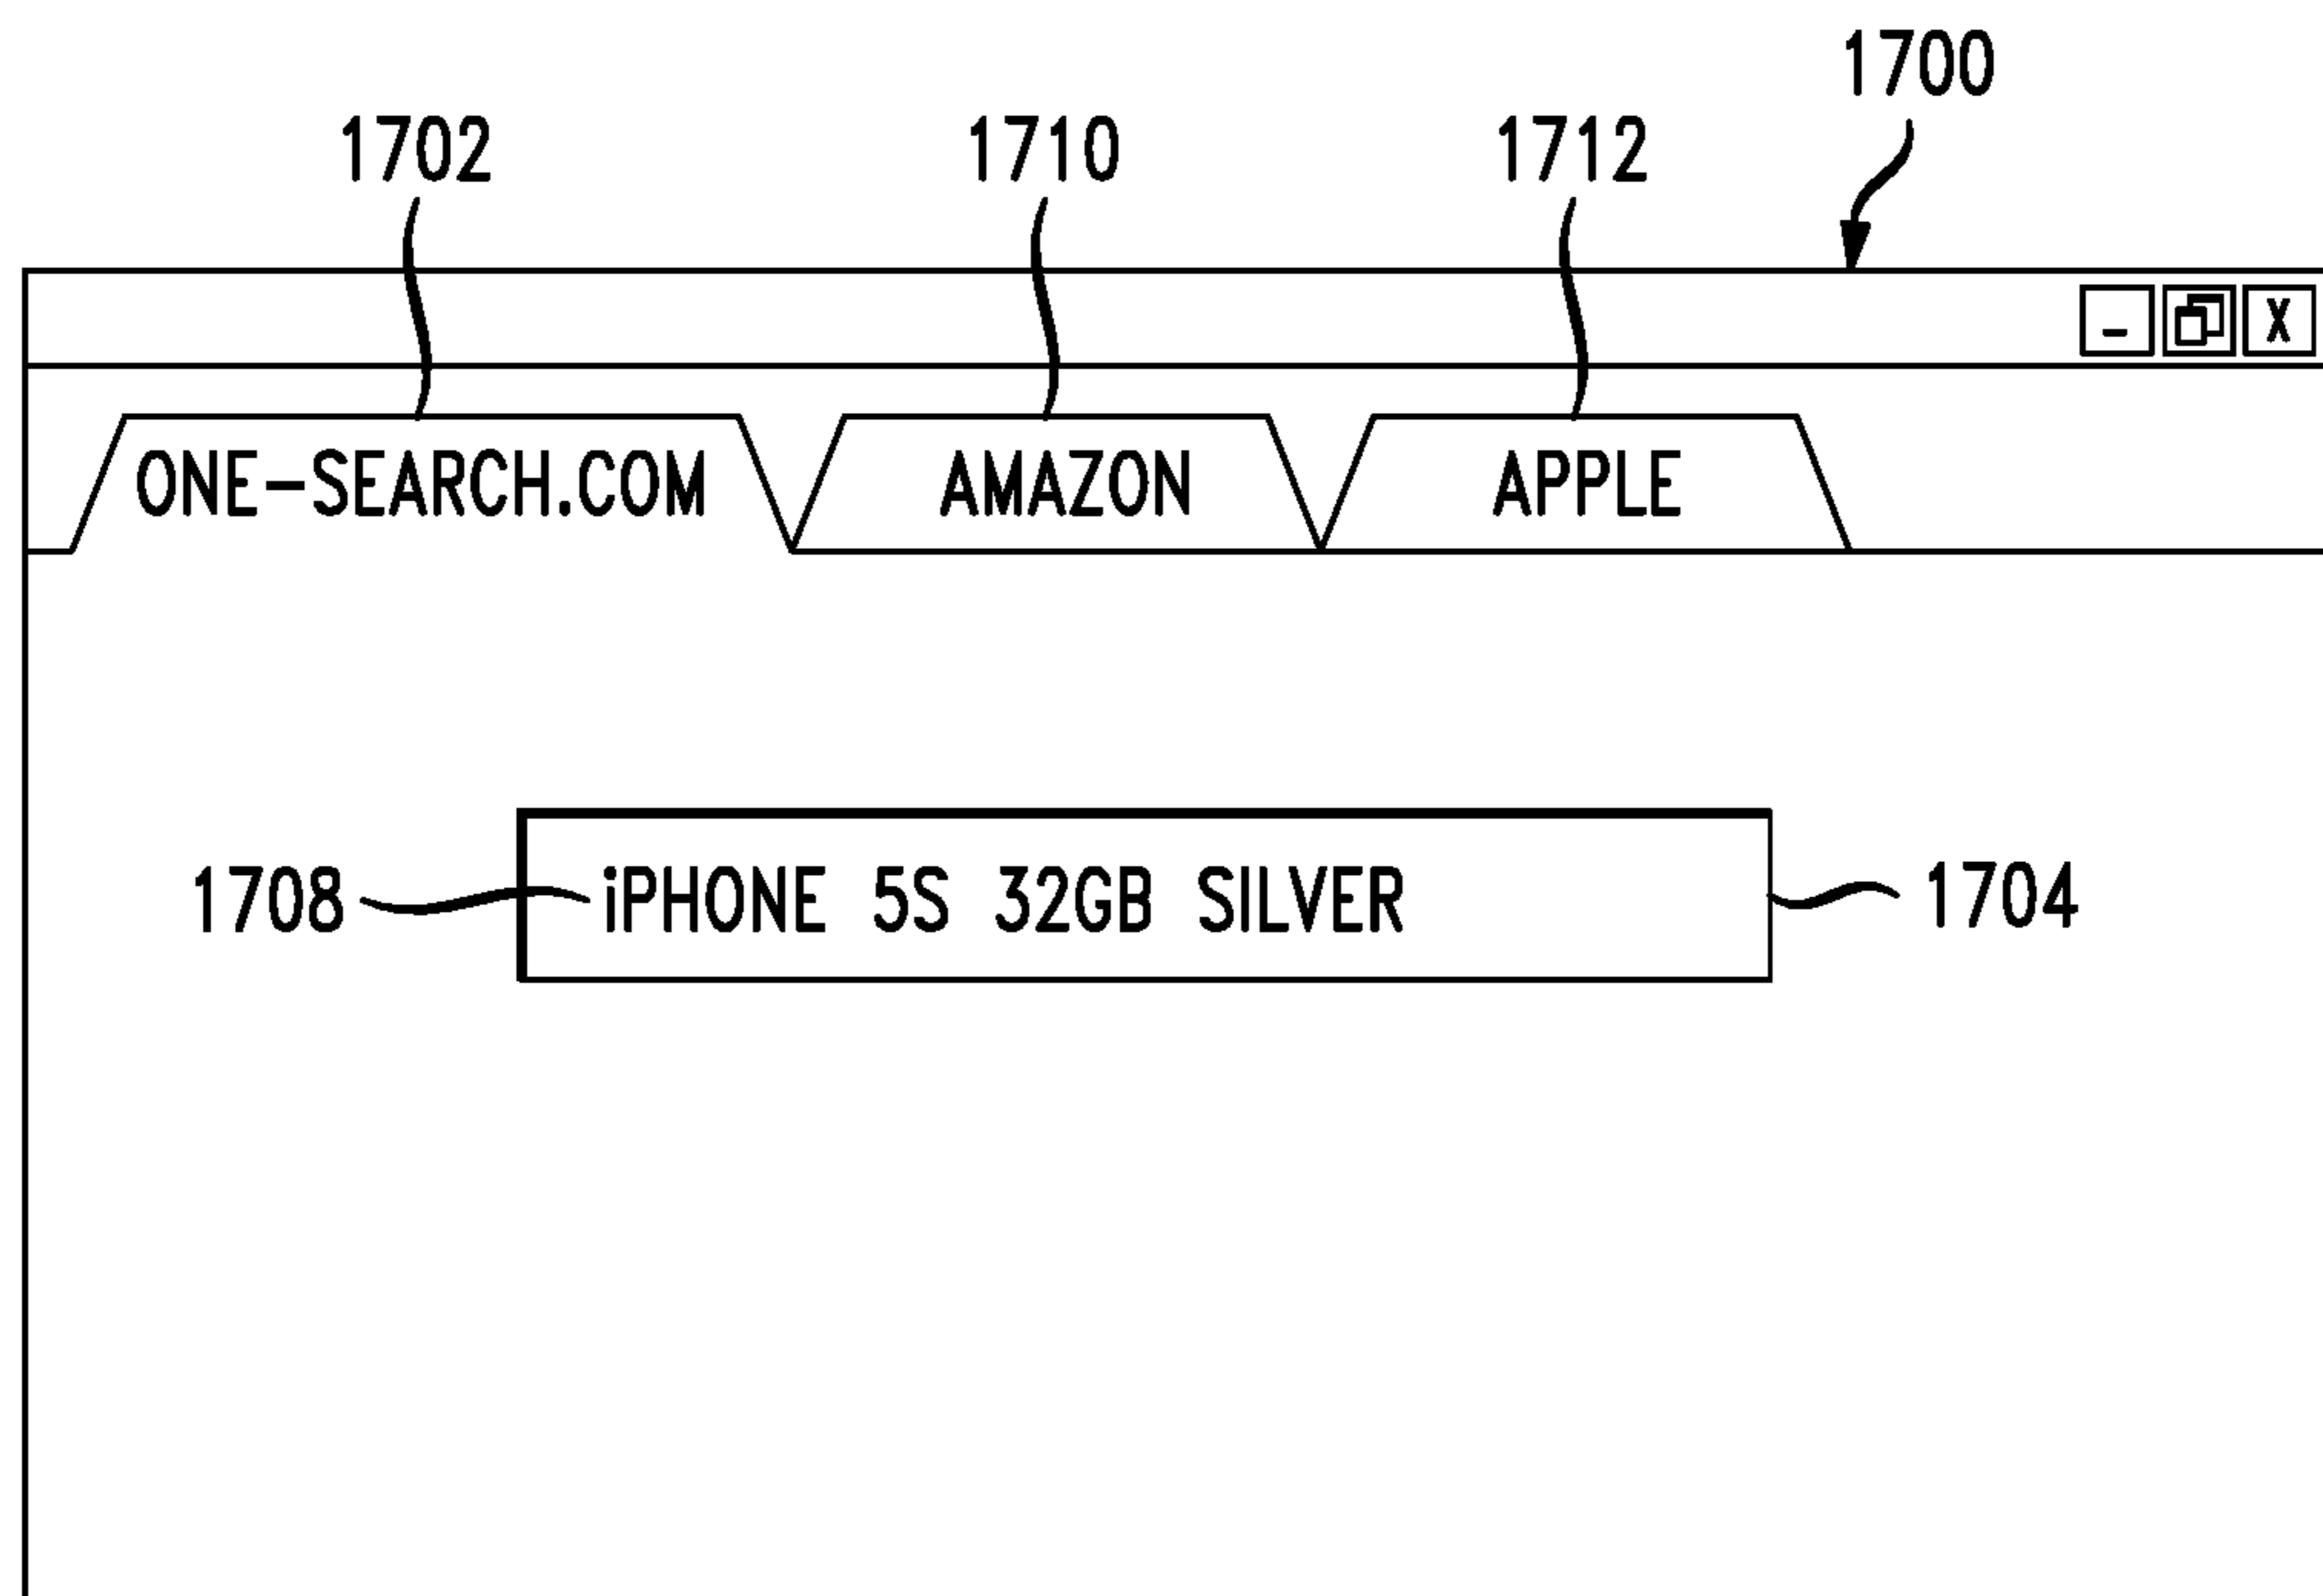 1700
1702 1710 1712
- X
ONE-SEARCH.COM AMAZON APPLE
1708 iPHONE 5S 32GB SILVER 1704